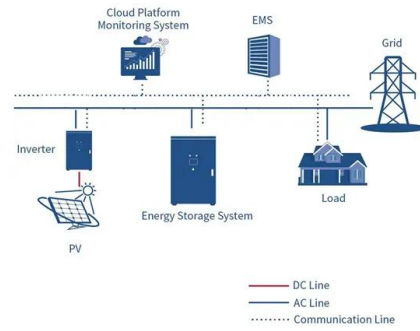 Cloud Platform
Monitoring System
EMS
Grid
Inverter
Energy Storage System
Load
PV
DC Line
AC Line
Communication Line